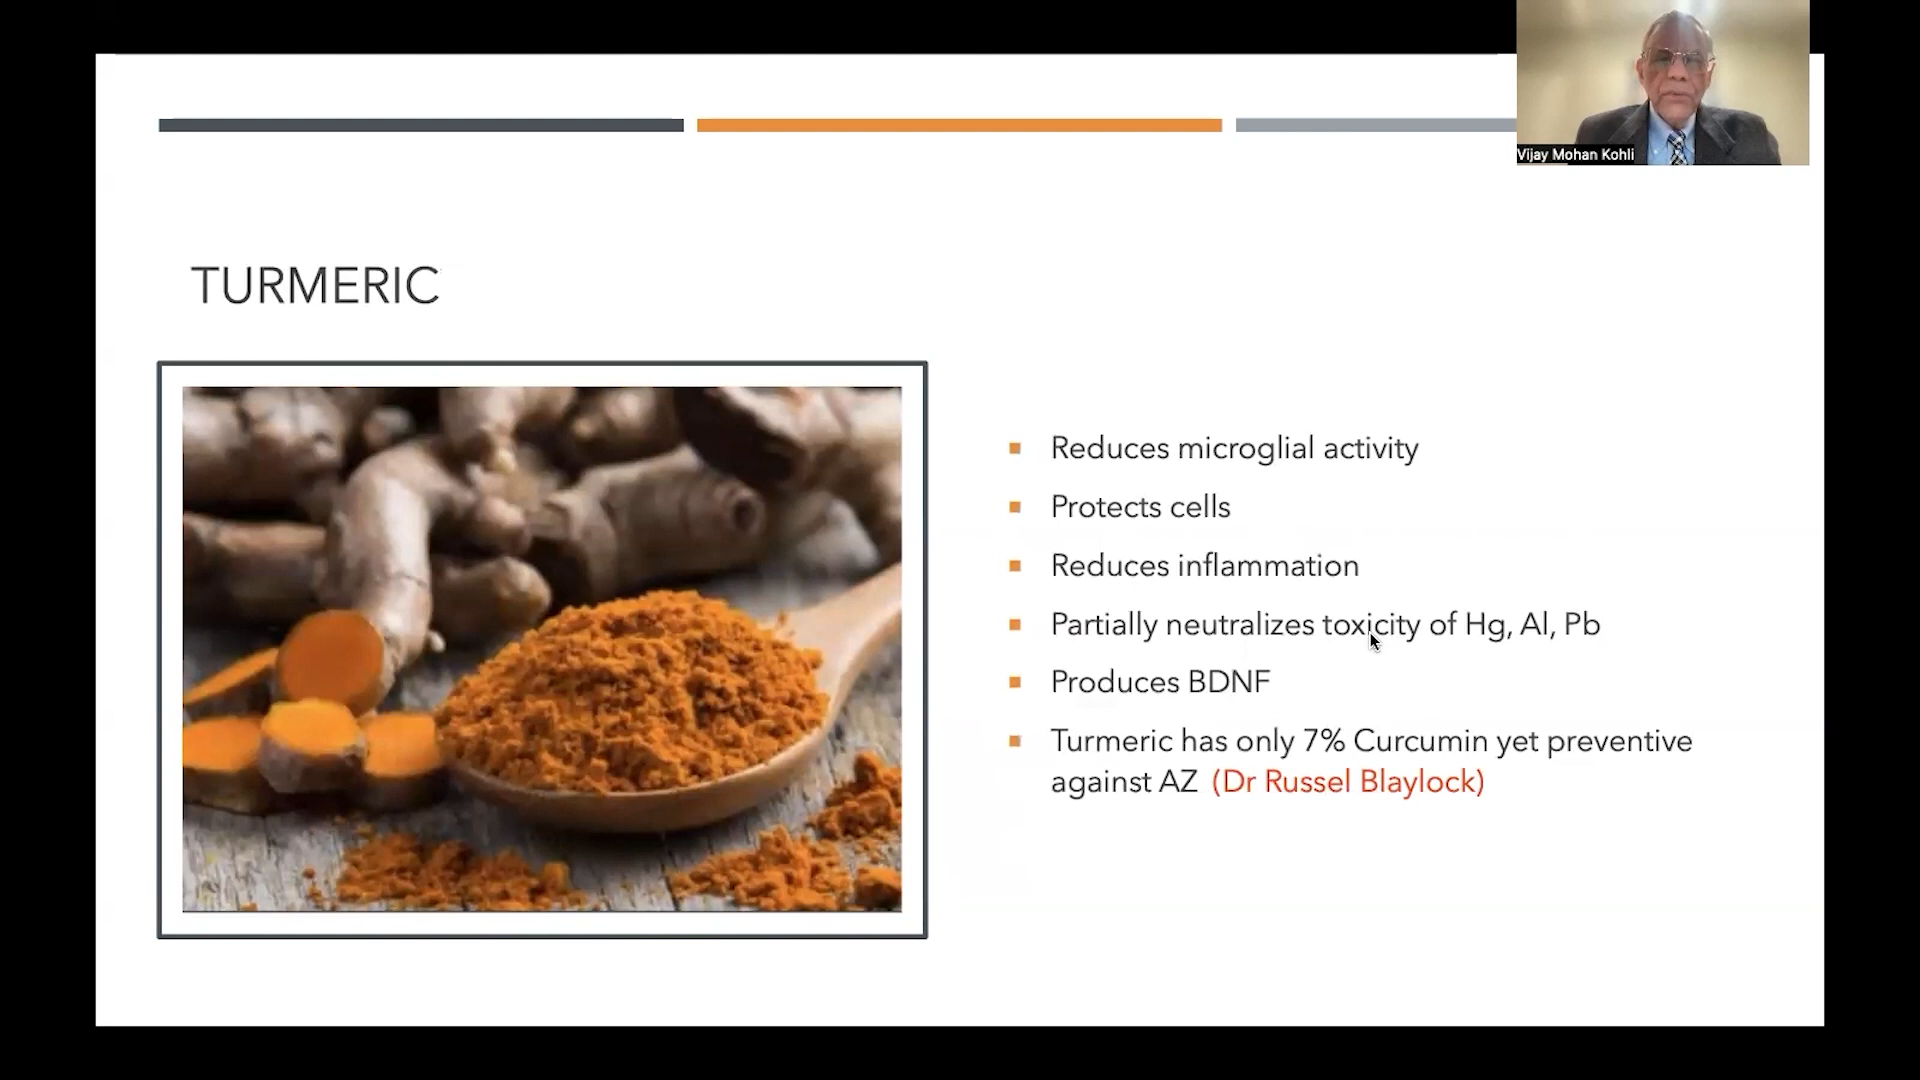 Vijay Mohan Kohli
TURMERIC
Reduces microglial activity
Protects cells
Reduces inflammation
Partially neutralizes toxicity of Hg, Al, Pb
Produces BDNF
Turmeric has only 7% Curcumin yet preventive
against AZ (Dr Russel Blaylock)